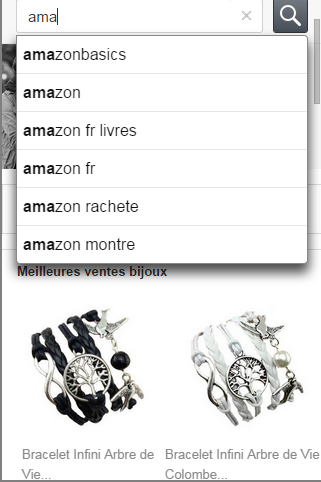 ama
amazonbasics
amazon
amazon fr livres
amazon fr
amazon rachete
amazon montre
Meilleures ventes bijoux
Bracelet Infini Arbre de
Vie...
Bracelet Infini Arbre de Vie
Colombe...